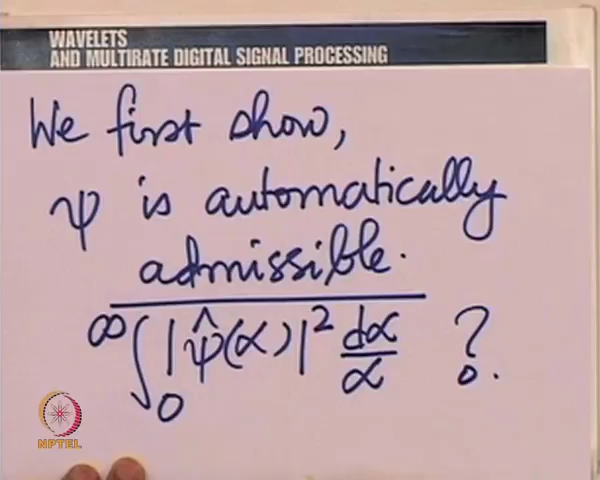 WAVELETS
AND MULTIRATE DIGITAL SIGNAL PROCESSING
We first show,
ψ is automatically
admissible.
∫₀^∞ |ψ̂(α)|² dα/α ?
NPTEL